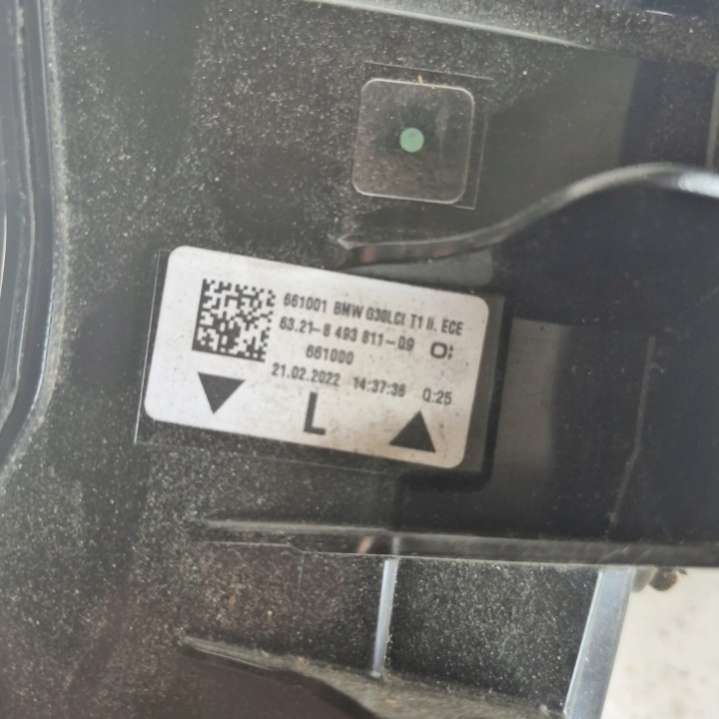 661001 BMW G30LCI T1 li. ECE
63.21-8 493 811-09 O:
661000
21.02.2022 14:37:36 Q:25
L